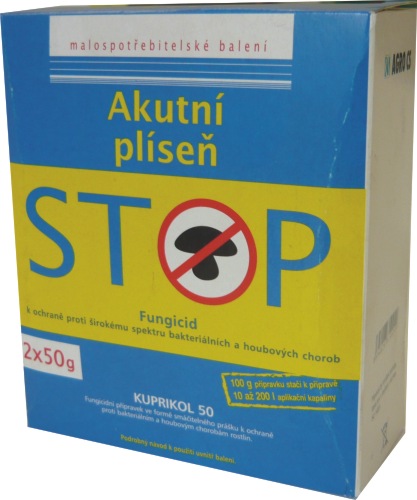 malospotřebitelské balení
AGRO CS
Akutní
plíseň
STOP
Fungicid
k ochraně proti širokému spektru bakteriálních a houbových chorob
2x50g
100 g přípravku stačí k přípravě
10 až 200 l aplikační kapaliny
KUPRIKOL 50
Fungicidní přípravek ve formě smáčitelného prášku k ochraně
proti bakteriálním a houbovým chorobám rostlin.
Podrobný návod k použití uvnitř balení.